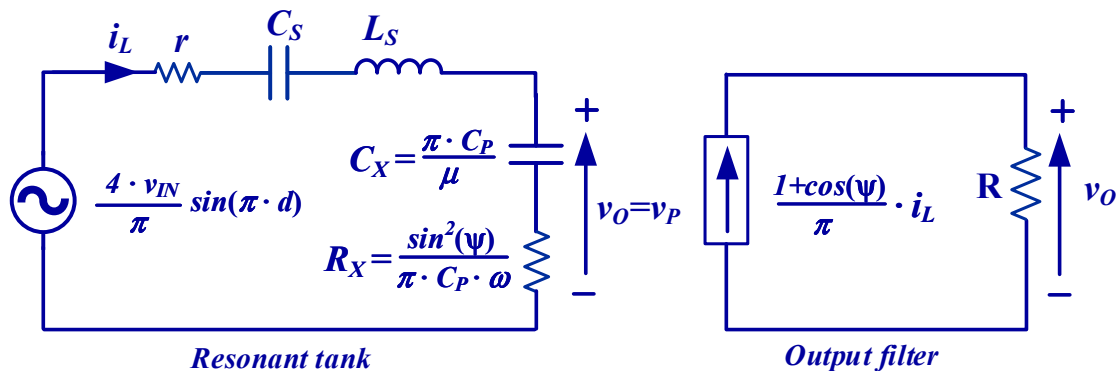 i_L
r
C_S
L_S
4 · v_IN / π sin(π · d)
C_X = π · C_P / μ
R_X = sin²(ψ) / π · C_P · ω
+
v_O=v_P
−
1+cos(ψ) / π · i_L
R
+
v_O
−
Resonant tank
Output filter